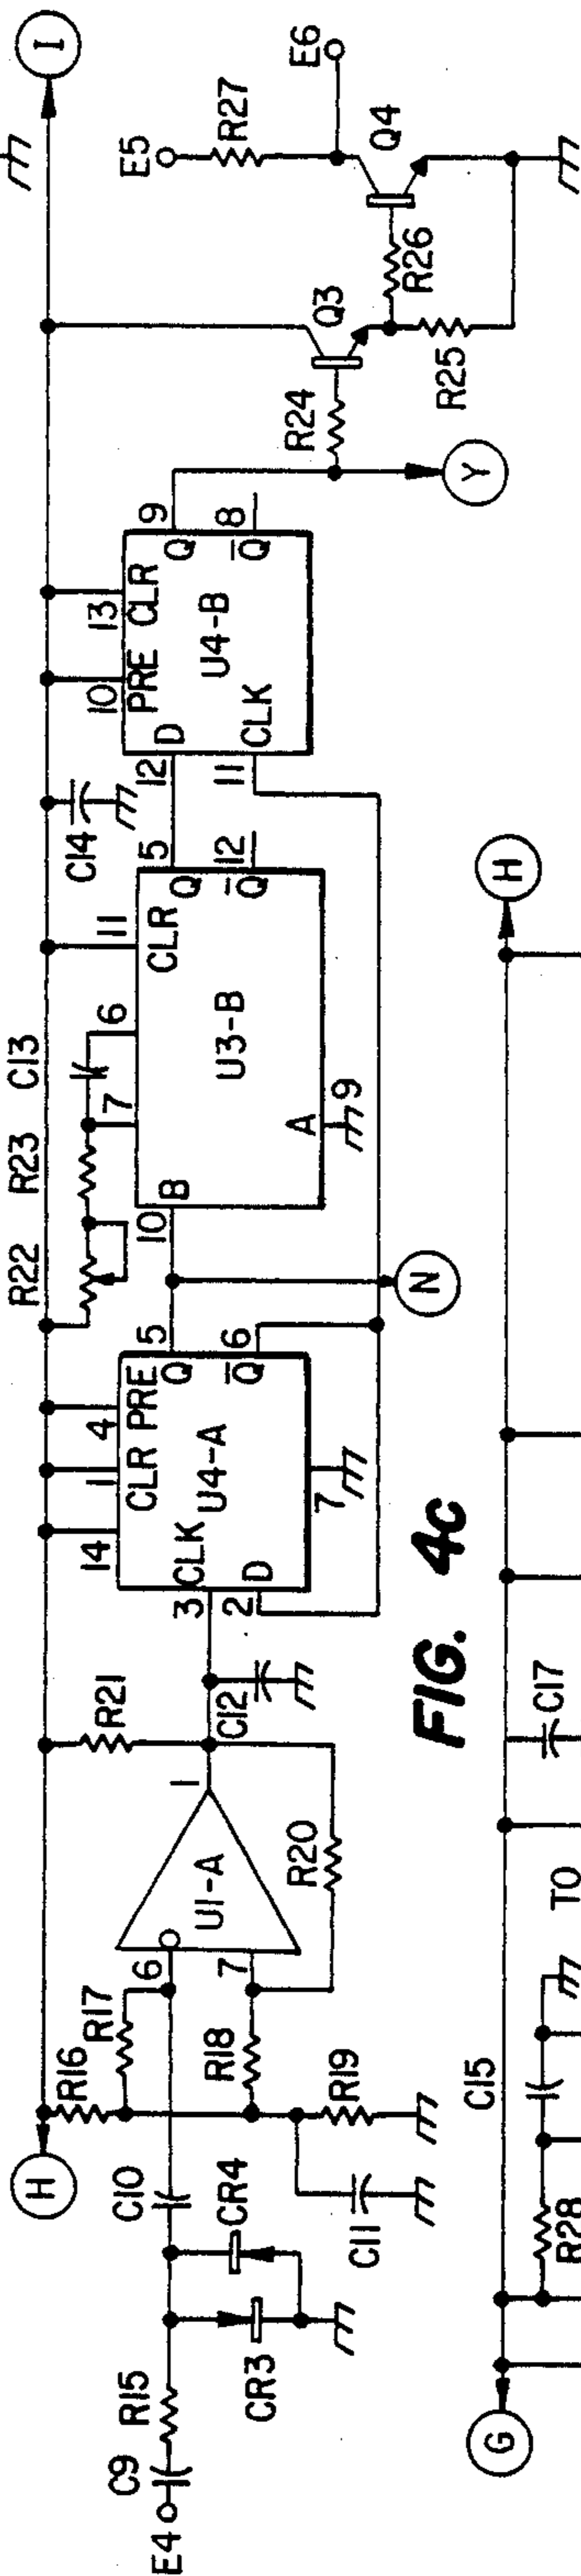 H
I
R16
R17
R21
R22
R23
C13
C14
E5
R27
E6
Q4
R26
Q3
R24
R25
E4
C9
R15
C10
CR3
CR4
C11
R18
R19
6
7
U1-A
1
R20
C12
14
1
4
CLR
PRE
3
CLK
U4-A
2
D
5
Q
Q
6
7
N
10
B
7
6
11
CLR
U3-B
A
9
5
Q
Q
12
10
13
PRE
CLR
12
D
U4-B
11
CLK
9
Q
Q
8
Y
FIG. 4c
G
R28
C15
TO
C17
H